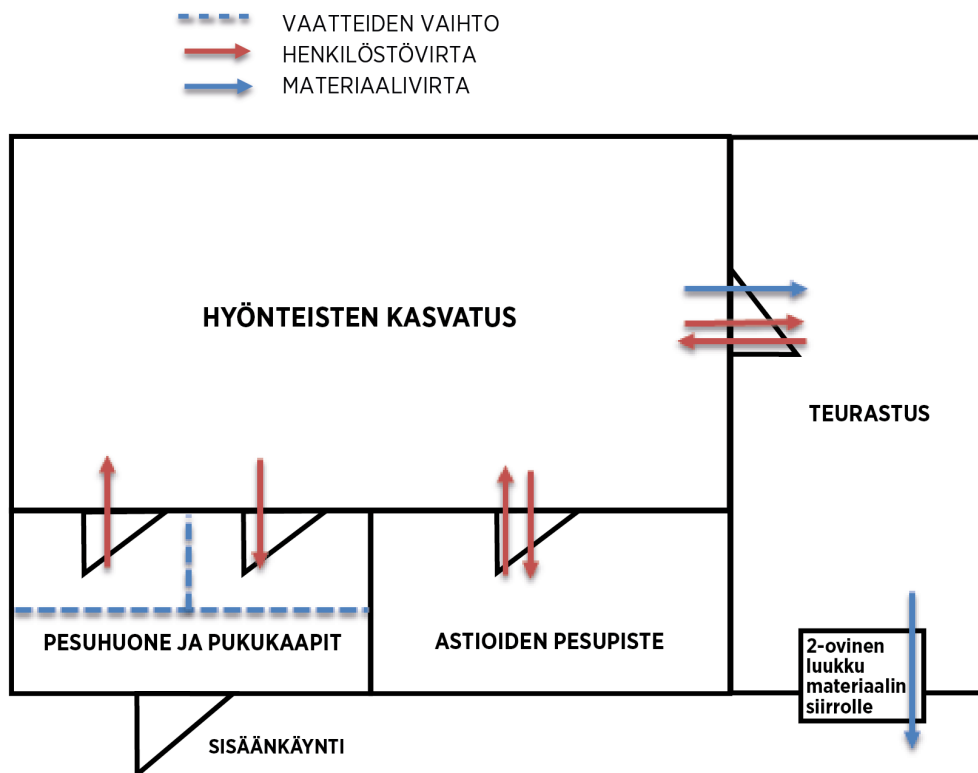 VAATTEIDEN VAIHTO
HENKILÖSTÖVIRTA
MATERIAALIVIRTA
HYÖNTEISTEN KASVATUS
TEURASTUS
PESUHUONE JA PUKUKAAPIT
ASTIOIDEN PESUPISTE
2-ovinen
luukku
materiaalin
siirrolle
SISÄÄNKÄYNTI